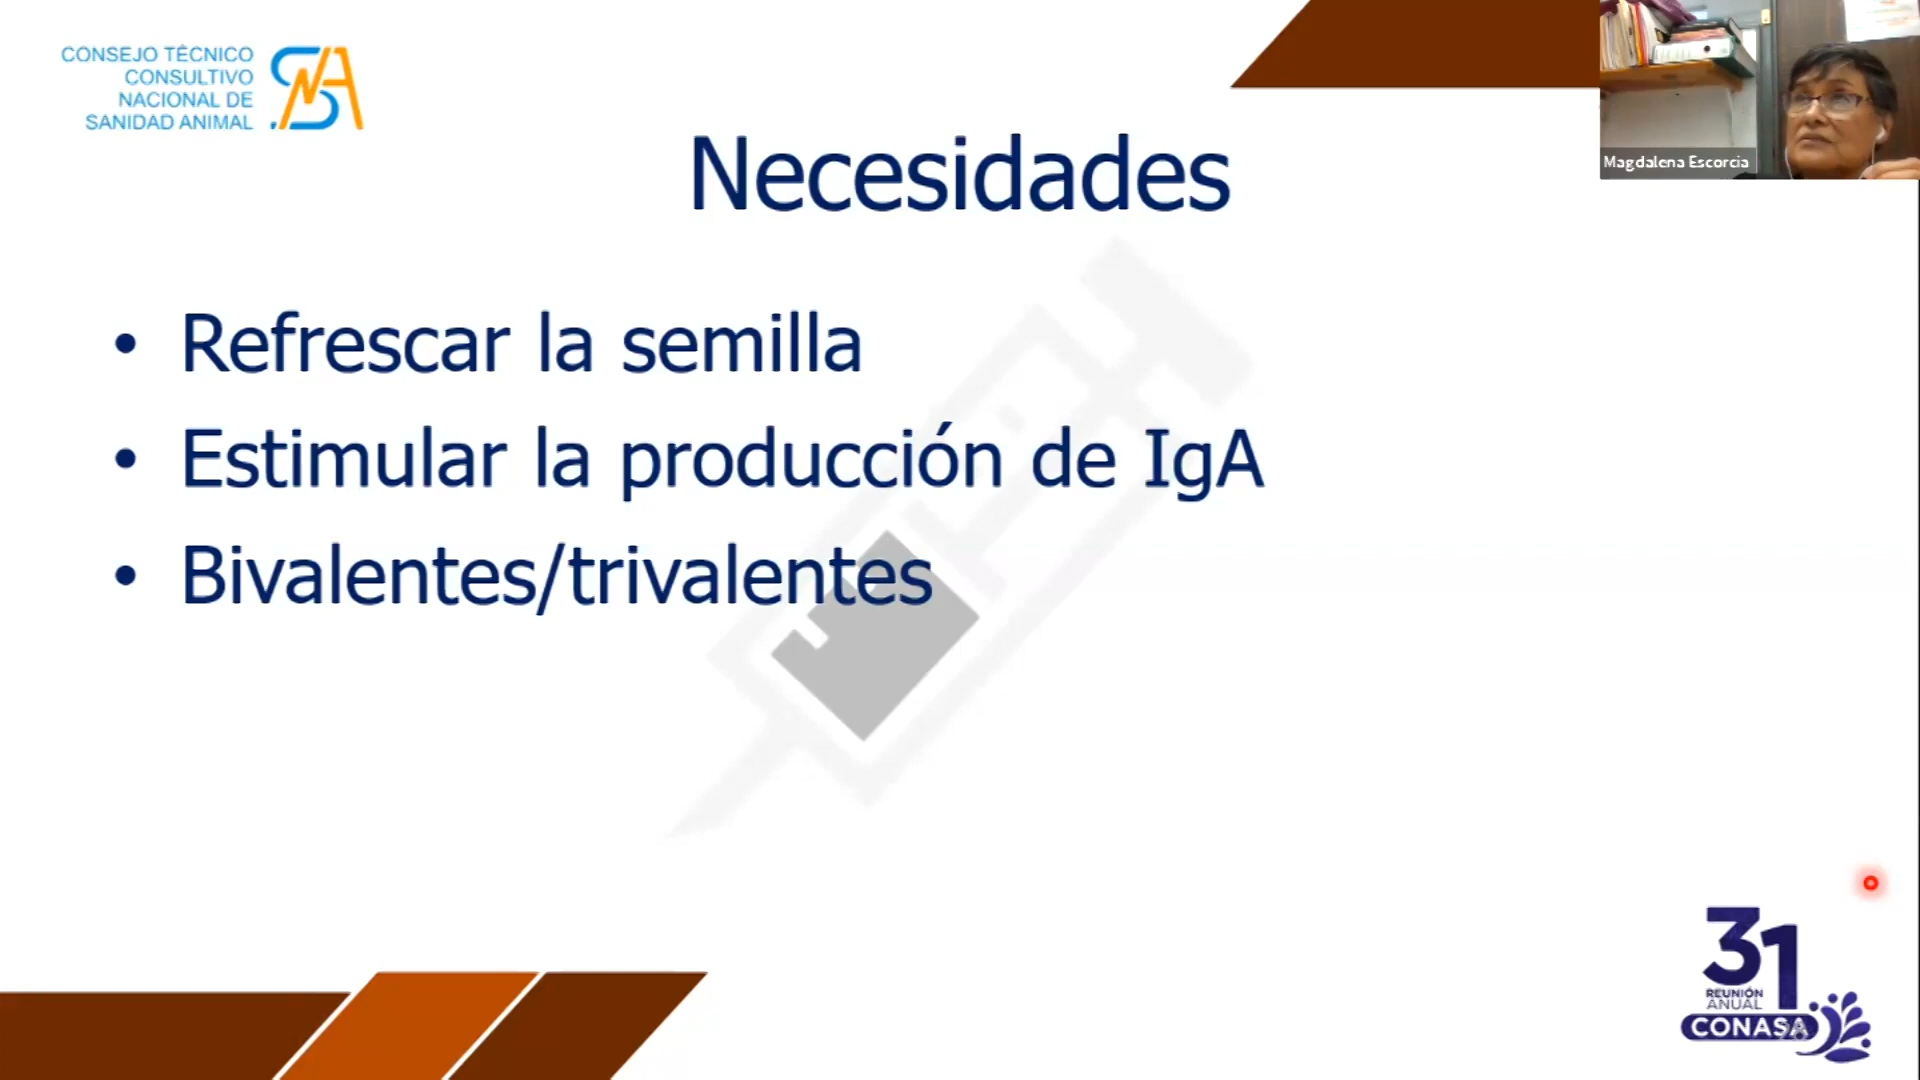 CONSEJO TÉCNICO
CONSULTIVO
NACIONAL DE
SANIDAD ANIMAL
Magdalena Escorcia
Necesidades
• Refrescar la semilla
• Estimular la producción de IgA
• Bivalentes/trivalentes
31
REUNIÓN
ANUAL
CONASA